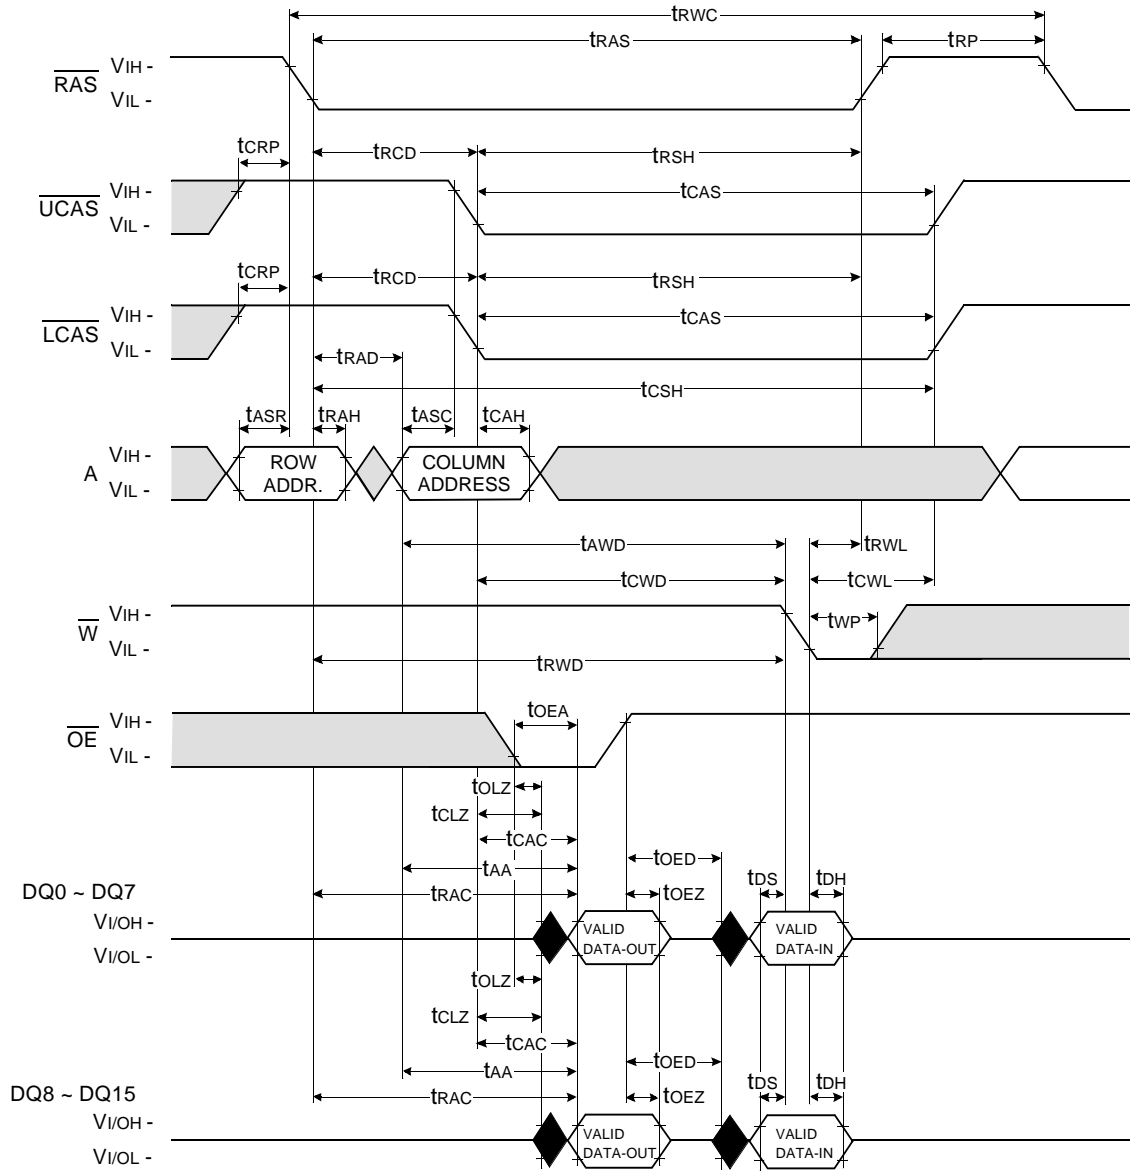 tRWC
tRAS
tRP
RAS
VIH -
VIL -
tCRP
tRCD
tRSH
UCAS
VIH -
VIL -
tCAS
tCRP
tRCD
tRSH
LCAS
VIH -
VIL -
tCAS
tRAD
tCSH
tASR
tRAH
tASC
tCAH
A
VIH -
VIL -
ROW
ADDR.
COLUMN
ADDRESS
tAWD
tRWL
tCWD
tCWL
W
VIH -
VIL -
tWP
tRWD
OE
VIH -
VIL -
tOEA
tOLZ
tCLZ
tCAC
tOED
tAA
tRAC
tOEZ
tDS
tDH
DQ0 ~ DQ7
VI/OH -
VI/OL -
VALID
DATA-OUT
VALID
DATA-IN
tOLZ
tCLZ
tCAC
tOED
tAA
tRAC
tOEZ
tDS
tDH
DQ8 ~ DQ15
VI/OH -
VI/OL -
VALID
DATA-OUT
VALID
DATA-IN